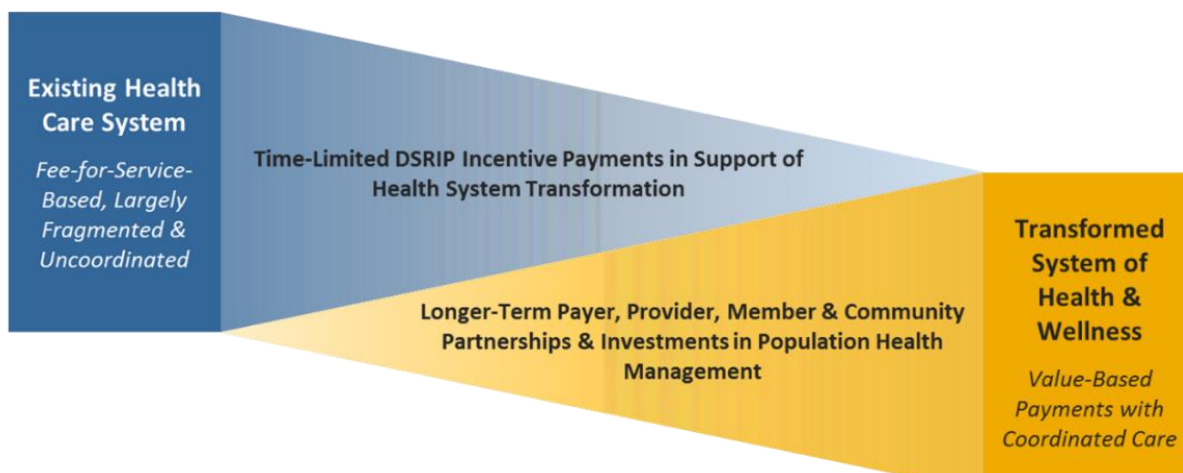 Existing Health
Care System
Fee-for-Service-
Based, Largely
Fragmented &
Uncoordinated
Time-Limited DSRIP Incentive Payments in Support of
Health System Transformation
Longer-Term Payer, Provider, Member & Community
Partnerships & Investments in Population Health
Management
Transformed
System of
Health &
Wellness
Value-Based
Payments with
Coordinated Care